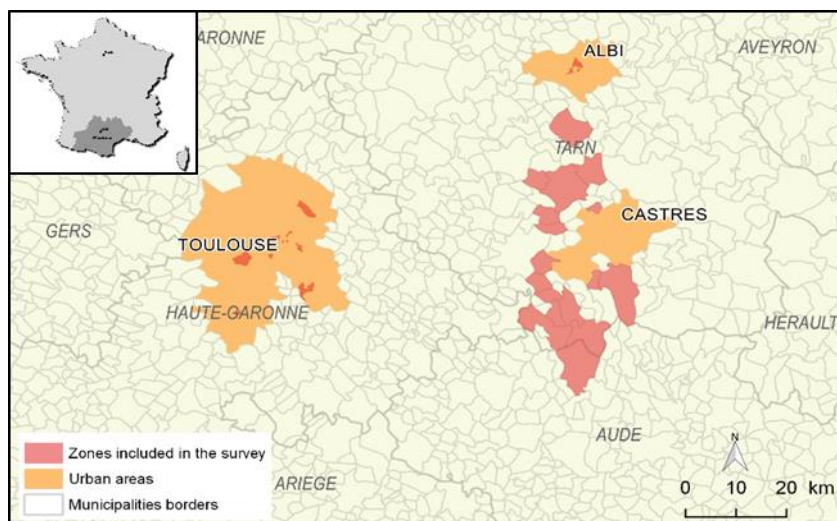 ARONNE
ALBI
AVEYRON
TARN
GERS
CASTRES
TOULOUSE
HAUTE-GARONNE
HERAULT
AUDE
ARIEGE
Zones included in the survey
Urban areas
Municipalities borders
N
0 10 20 km